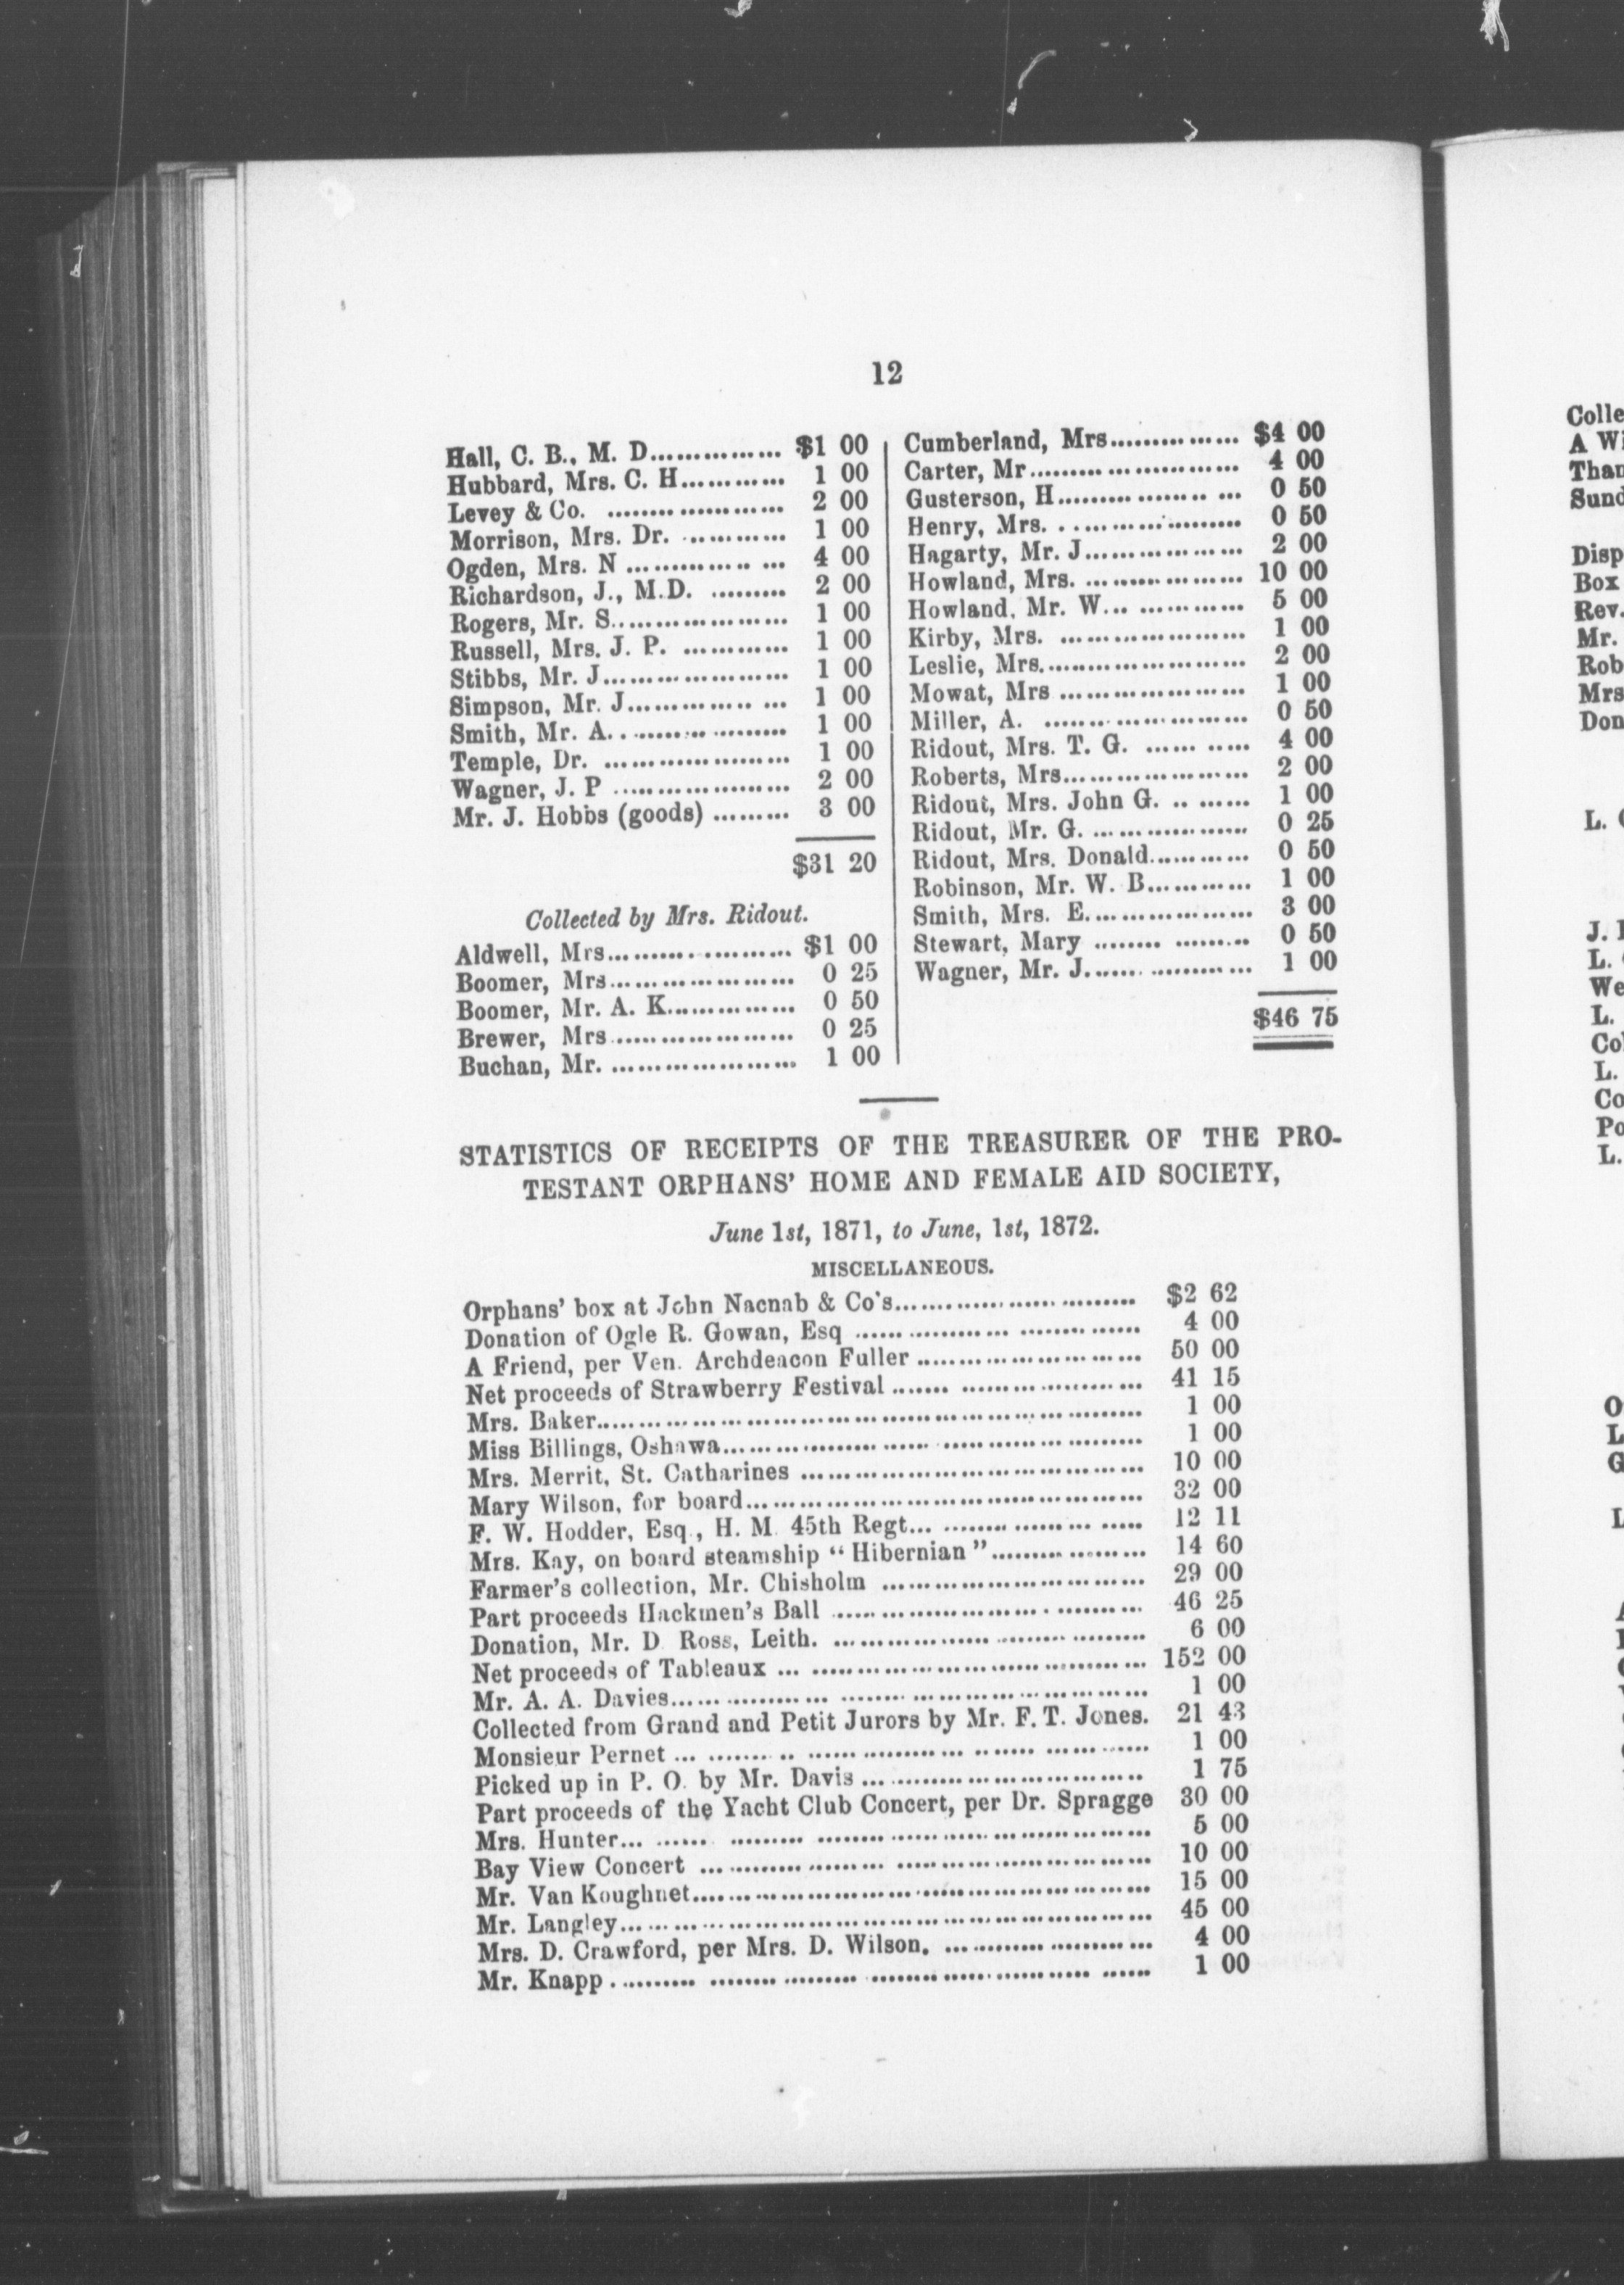 12
Hall, C. B., M. D............... $1 00
Hubbard, Mrs. C. H............ 1 00
Levey & Co. .................... 2 00
Morrison, Mrs. Dr. ............ 1 00
Ogden, Mrs. N .................. 4 00
Richardson, J., M.D. ......... 2 00
Rogers, Mr. S.................... 1 00
Russell, Mrs. J. P. ............ 1 00
Stibbs, Mr. J..................... 1 00
Simpson, Mr. J.................. 1 00
Smith, Mr. A..................... 1 00
Temple, Dr. ..................... 1 00
Wagner, J. P .................... 2 00
Mr. J. Hobbs (goods) ......... 3 00
$31 20
Collected by Mrs. Ridout.
Aldwell, Mrs..................... $1 00
Boomer, Mrs..................... 0 25
Boomer, Mr. A. K............... 0 50
Brewer, Mrs..................... 0 25
Buchan, Mr. ..................... 1 00
Cumberland, Mrs............... $4 00
Carter, Mr........................ 4 00
Gusterson, H.................... 0 50
Henry, Mrs. ..................... 0 50
Hagarty, Mr. J.................. 2 00
Howland, Mrs. .................. 10 00
Howland, Mr. W... ............ 5 00
Kirby, Mrs. ..................... 1 00
Leslie, Mrs....................... 2 00
Mowat, Mrs ..................... 1 00
Miller, A. ....................... 0 50
Ridout, Mrs. T. G. ........... 4 00
Roberts, Mrs..................... 2 00
Ridout, Mrs. John G. ........ 1 00
Ridout, Mr. G. .................. 0 25
Ridout, Mrs. Donald............ 0 50
Robinson, Mr. W. B............ 1 00
Smith, Mrs. E................... 3 00
Stewart, Mary .................. 0 50
Wagner, Mr. J.................. 1 00
$46 75
STATISTICS OF RECEIPTS OF THE TREASURER OF THE PRO-
TESTANT ORPHANS' HOME AND FEMALE AID SOCIETY,
June 1st, 1871, to June, 1st, 1872.
MISCELLANEOUS.
Orphans' box at John Nacnab & Co's........................... $2 62
Donation of Ogle R. Gowan, Esq .............................. 4 00
A Friend, per Ven. Archdeacon Fuller ......................... 50 00
Net proceeds of Strawberry Festival ........................... 41 15
Mrs. Baker............................................................ 1 00
Miss Billings, Oshawa............................................. 1 00
Mrs. Merrit, St. Catharines ...................................... 10 00
Mary Wilson, for board............................................ 32 00
F. W. Hodder, Esq., H. M. 45th Regt... ..................... 12 11
Mrs. Kay, on board steamship "Hibernian".................. 14 60
Farmer's collection, Mr. Chisholm .............................. 29 00
Part proceeds Hackmen's Ball .................................. 46 25
Donation, Mr. D. Ross, Leith. ................................... 6 00
Net proceeds of Tableaux ... ..................................... 152 00
Mr. A. A. Davies..................................................... 1 00
Collected from Grand and Petit Jurors by Mr. F. T. Jones. 21 43
Monsieur Pernet ... ................................................ 1 00
Picked up in P. O. by Mr. Davis ............................... 1 75
Part proceeds of the Yacht Club Concert, per Dr. Spragge 30 00
Mrs. Hunter... ...................................................... 5 00
Bay View Concert .................................................. 10 00
Mr. Van Koughnet................................................... 15 00
Mr. Langley............................................................ 45 00
Mrs. D. Crawford, per Mrs. D. Wilson. ....................... 4 00
Mr. Knapp ............................................................ 1 00
Colle
A Wi
Than
Sund
Disp
Box
Rev.
Mr.
Rob
Mrs
Don
L.
L.
We
L.
Col
L.
Co
Po
L.